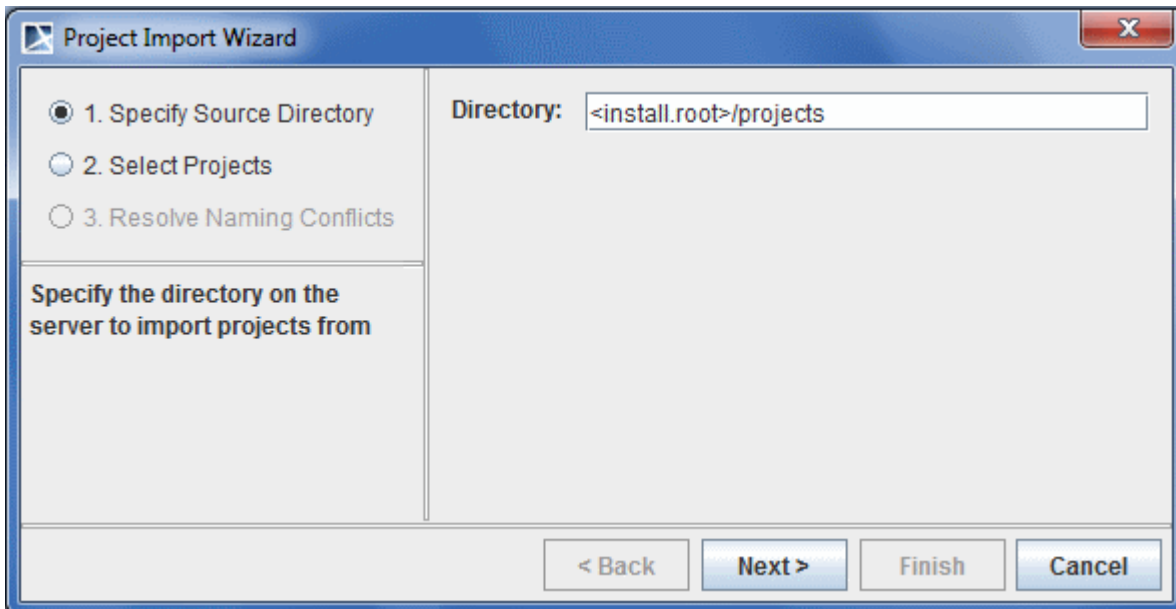 Project Import Wizard
1. Specify Source Directory
2. Select Projects
3. Resolve Naming Conflicts
Specify the directory on the
server to import projects from
Directory: <install.root>/projects
< Back Next > Finish Cancel